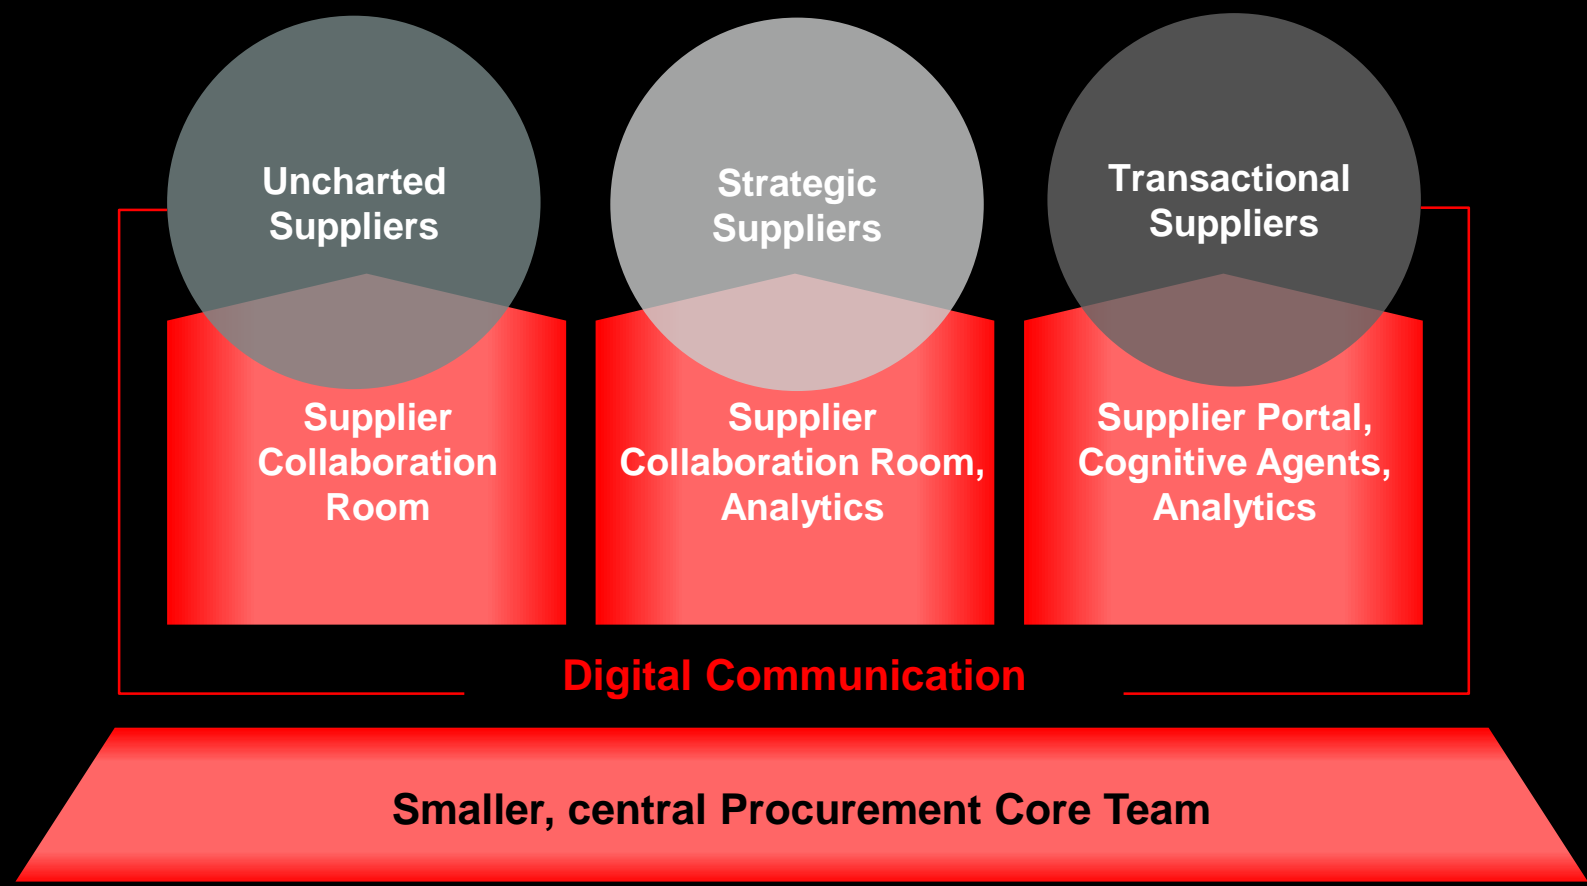 Uncharted
Suppliers
Strategic
Suppliers
Transactional
Suppliers
Supplier
Collaboration
Room
Supplier
Collaboration Room,
Analytics
Supplier Portal,
Cognitive Agents,
Analytics
Digital Communication
Smaller, central Procurement Core Team